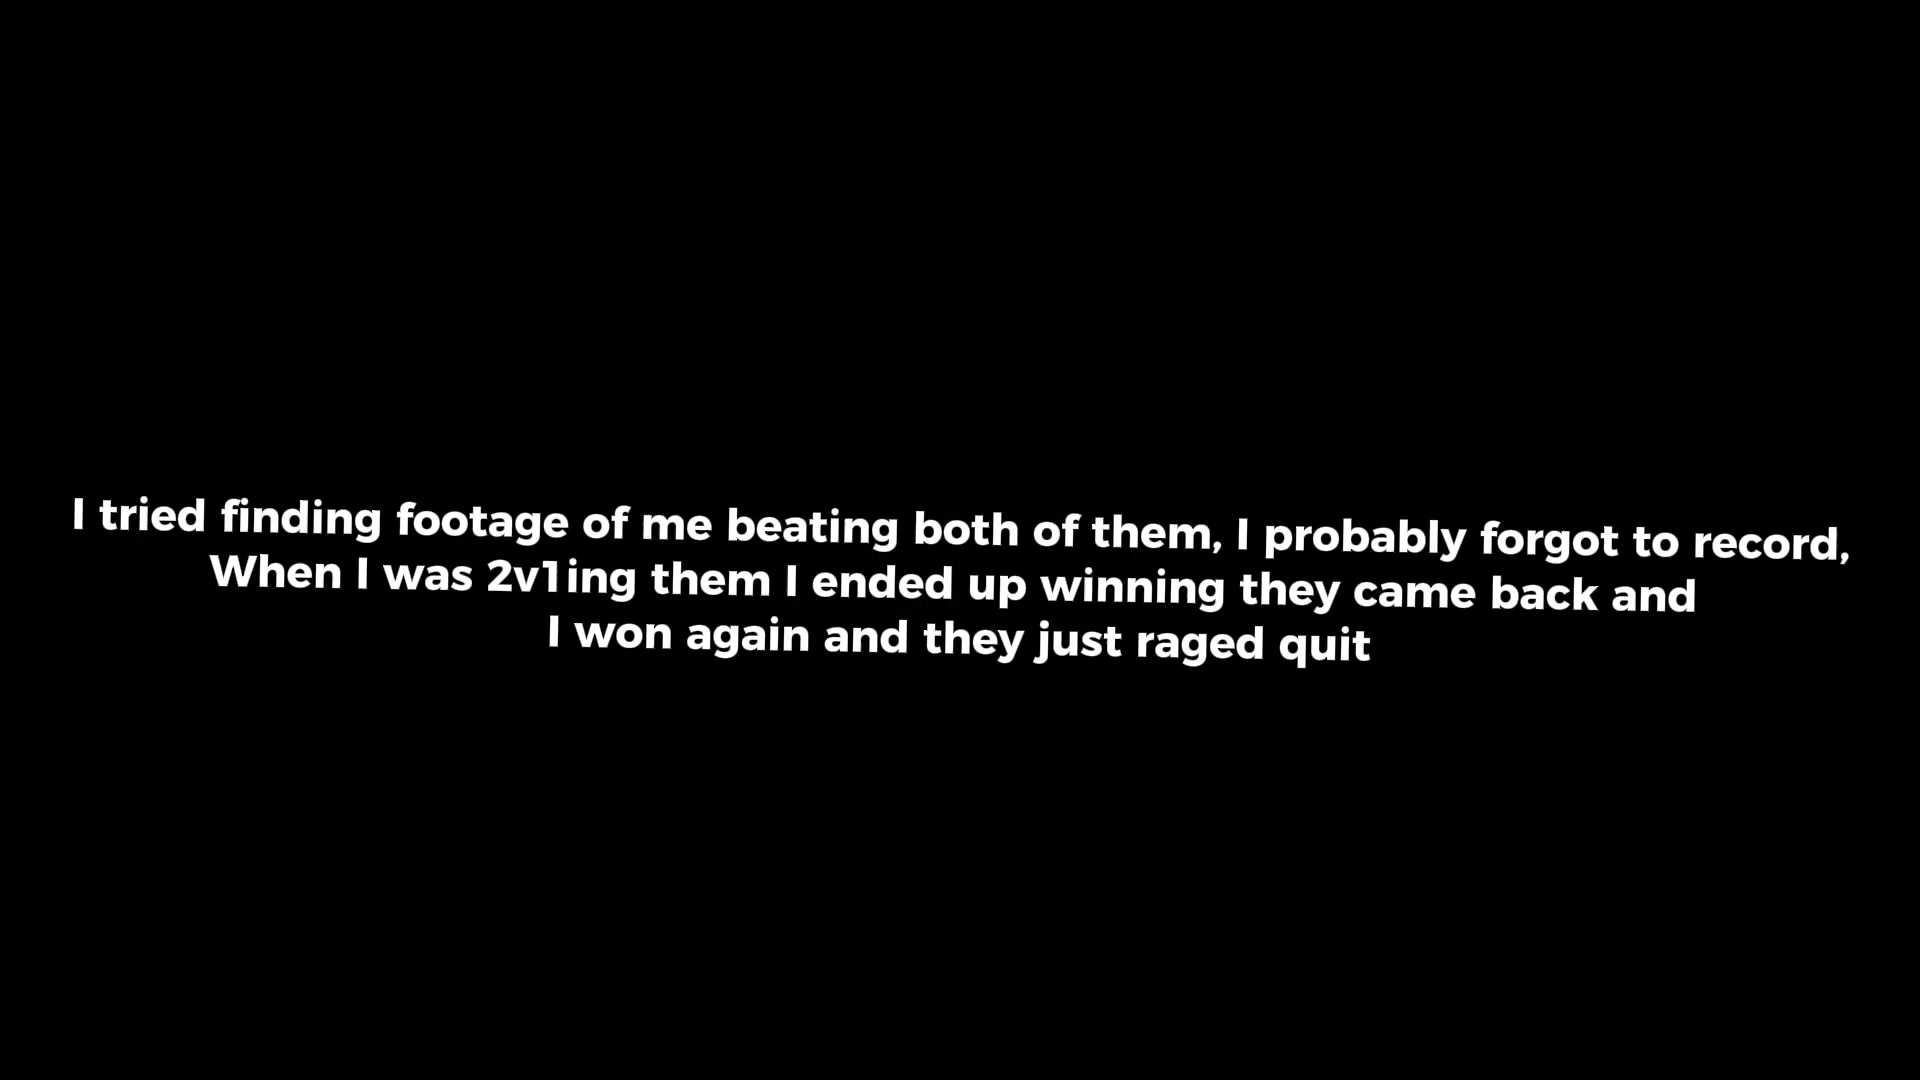 I tried finding footage of me beating both of them, I probably forgot to record,
When I was 2v1ing them I ended up winning they came back and
I won again and they just raged quit